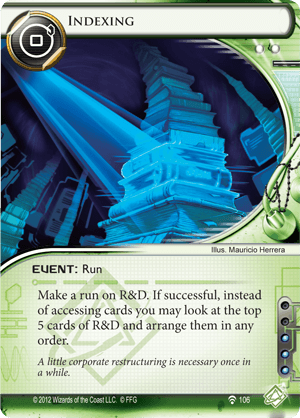 0
INDEXING
Illus. Mauricio Herrera
EVENT: Run
Make a run on R&D. If successful, instead
of accessing cards you may look at the top
5 cards of R&D and arrange them in any
order.
A little corporate restructuring is necessary once in
a while.
© 2012 Wizards of the Coast LLC. © FFG 106